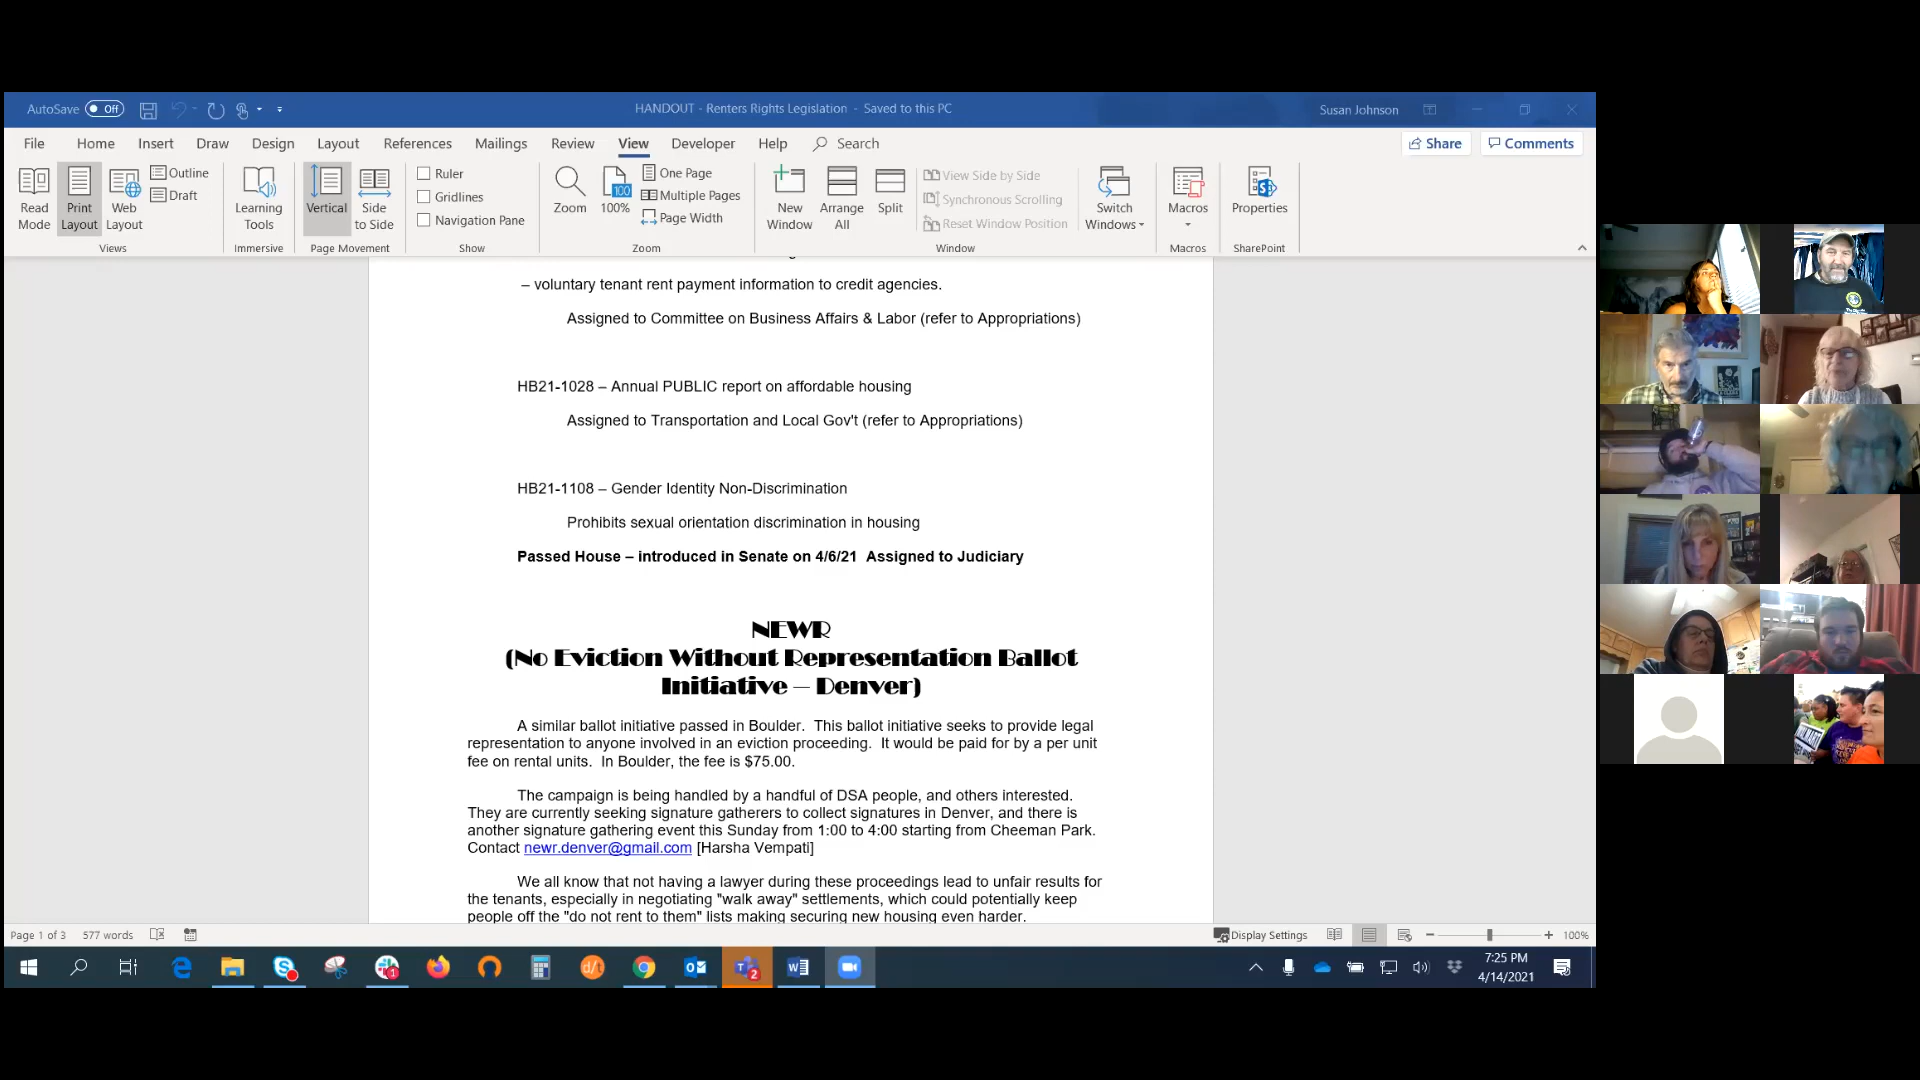 AutoSave Off
HANDOUT - Renters Rights Legislation - Saved to this PC
Susan Johnson
File Home Insert Draw Design Layout References Mailings Review View Developer Help Search
Share Comments
Read Mode
Print Layout
Web Layout
Outline
Draft
Views
Learning Tools
Immersive
Vertical
Side to Side
Page Movement
Ruler
Gridlines
Navigation Pane
Show
Zoom
100
100%
One Page
Multiple Pages
Page Width
Zoom
New Window
Arrange All
Split
View Side by Side
Synchronous Scrolling
Reset Window Position
Switch Windows
Window
Macros
Macros
Properties
SharePoint
– voluntary tenant rent payment information to credit agencies.
Assigned to Committee on Business Affairs & Labor (refer to Appropriations)
HB21-1028 – Annual PUBLIC report on affordable housing
Assigned to Transportation and Local Gov't (refer to Appropriations)
HB21-1108 – Gender Identity Non-Discrimination
Prohibits sexual orientation discrimination in housing
Passed House – introduced in Senate on 4/6/21 Assigned to Judiciary
NEWR
(No Eviction Without Representation Ballot
Initiative – Denver)
A similar ballot initiative passed in Boulder. This ballot initiative seeks to provide legal
representation to anyone involved in an eviction proceeding. It would be paid for by a per unit
fee on rental units. In Boulder, the fee is $75.00.
The campaign is being handled by a handful of DSA people, and others interested.
They are currently seeking signature gatherers to collect signatures in Denver, and there is
another signature gathering event this Sunday from 1:00 to 4:00 starting from Cheeman Park.
Contact newr.denver@gmail.com [Harsha Vempati]
We all know that not having a lawyer during these proceedings lead to unfair results for
the tenants, especially in negotiating "walk away" settlements, which could potentially keep
people off the "do not rent to them" lists making securing new housing even harder.
Page 1 of 3 577 words
Display Settings
100%
7:25 PM
4/14/2021